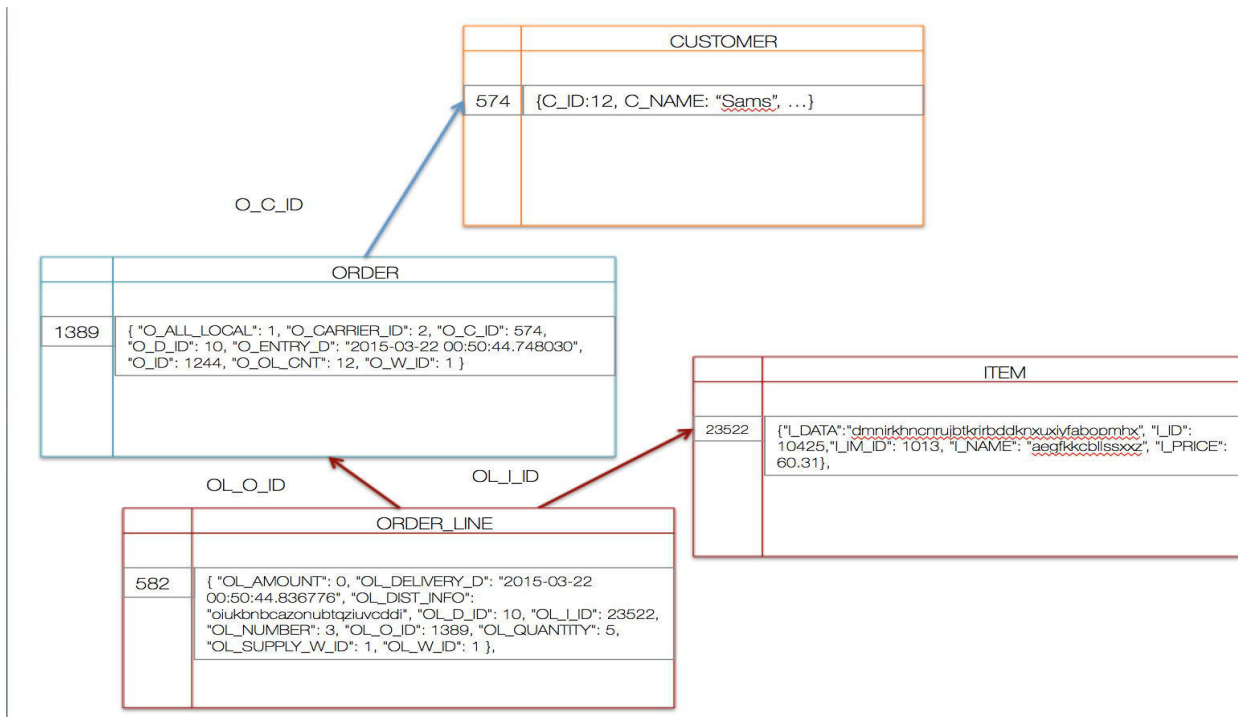 CUSTOMER
574
{C_ID:12, C_NAME: “Sams”, …}
O_C_ID
ORDER
1389
{ "O_ALL_LOCAL": 1, "O_CARRIER_ID": 2, "O_C_ID": 574,
"O_D_ID": 10, "O_ENTRY_D": "2015-03-22 00:50:44.748030",
"O_ID": 1244, "O_OL_CNT": 12, "O_W_ID": 1 }
ITEM
23522
{"I_DATA":"dmnirkhncnrujbtkrirbddknxuxiyfabopmhx", "I_ID":
10425,"I_IM_ID": 1013, "I_NAME": "aegfkkcbllssxxz", "I_PRICE":
60.31},
OL_O_ID
OL_I_ID
ORDER_LINE
582
{ "OL_AMOUNT": 0, "OL_DELIVERY_D": "2015-03-22
00:50:44.836776", "OL_DIST_INFO":
"oiukbnbcazonubtqziuvcddi", "OL_D_ID": 10, "OL_I_ID": 23522,
"OL_NUMBER": 3, "OL_O_ID": 1389, "OL_QUANTITY": 5,
"OL_SUPPLY_W_ID": 1, "OL_W_ID": 1 },